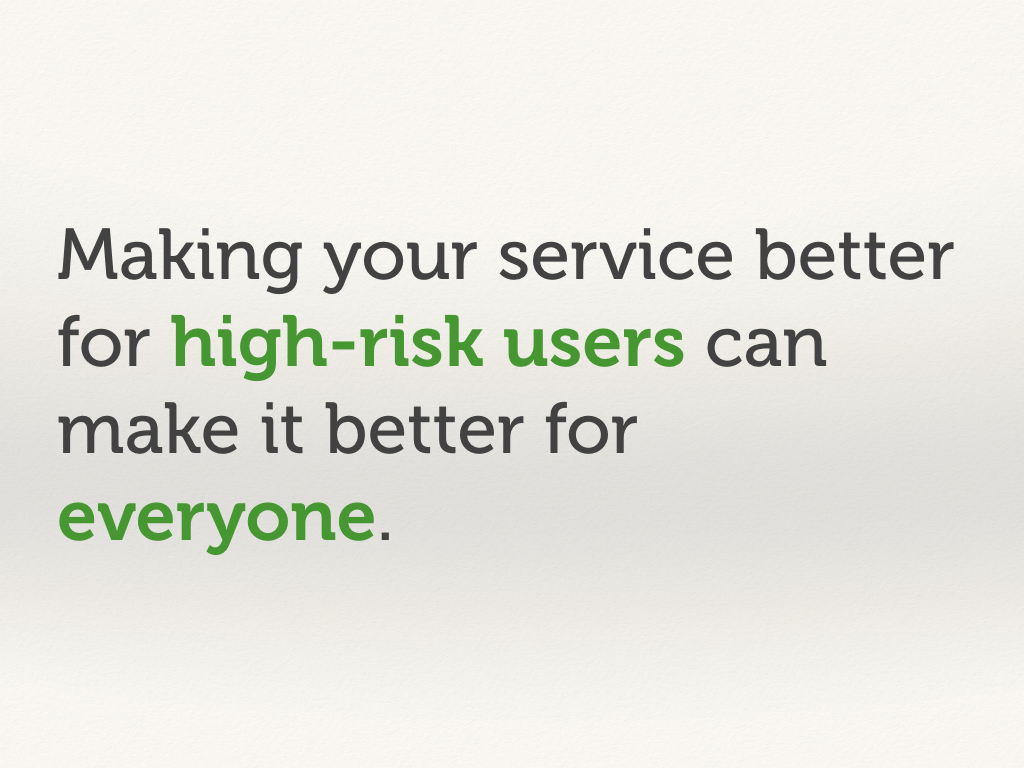 Making your service better
for high-risk users can
make it better for
everyone.